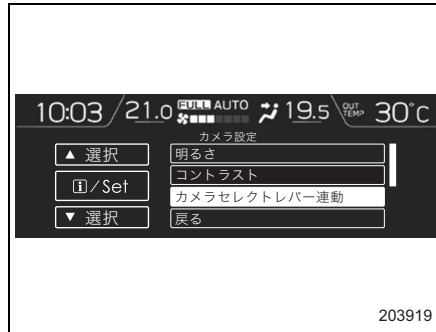 10:03 21.0 FULL AUTO 19.5 OUT TEMP 30°C
カメラ設定
▲ 選択
明るさ
i/Set
コントラスト
カメラセレクトレバー連動
▼ 選択
戻る
203919